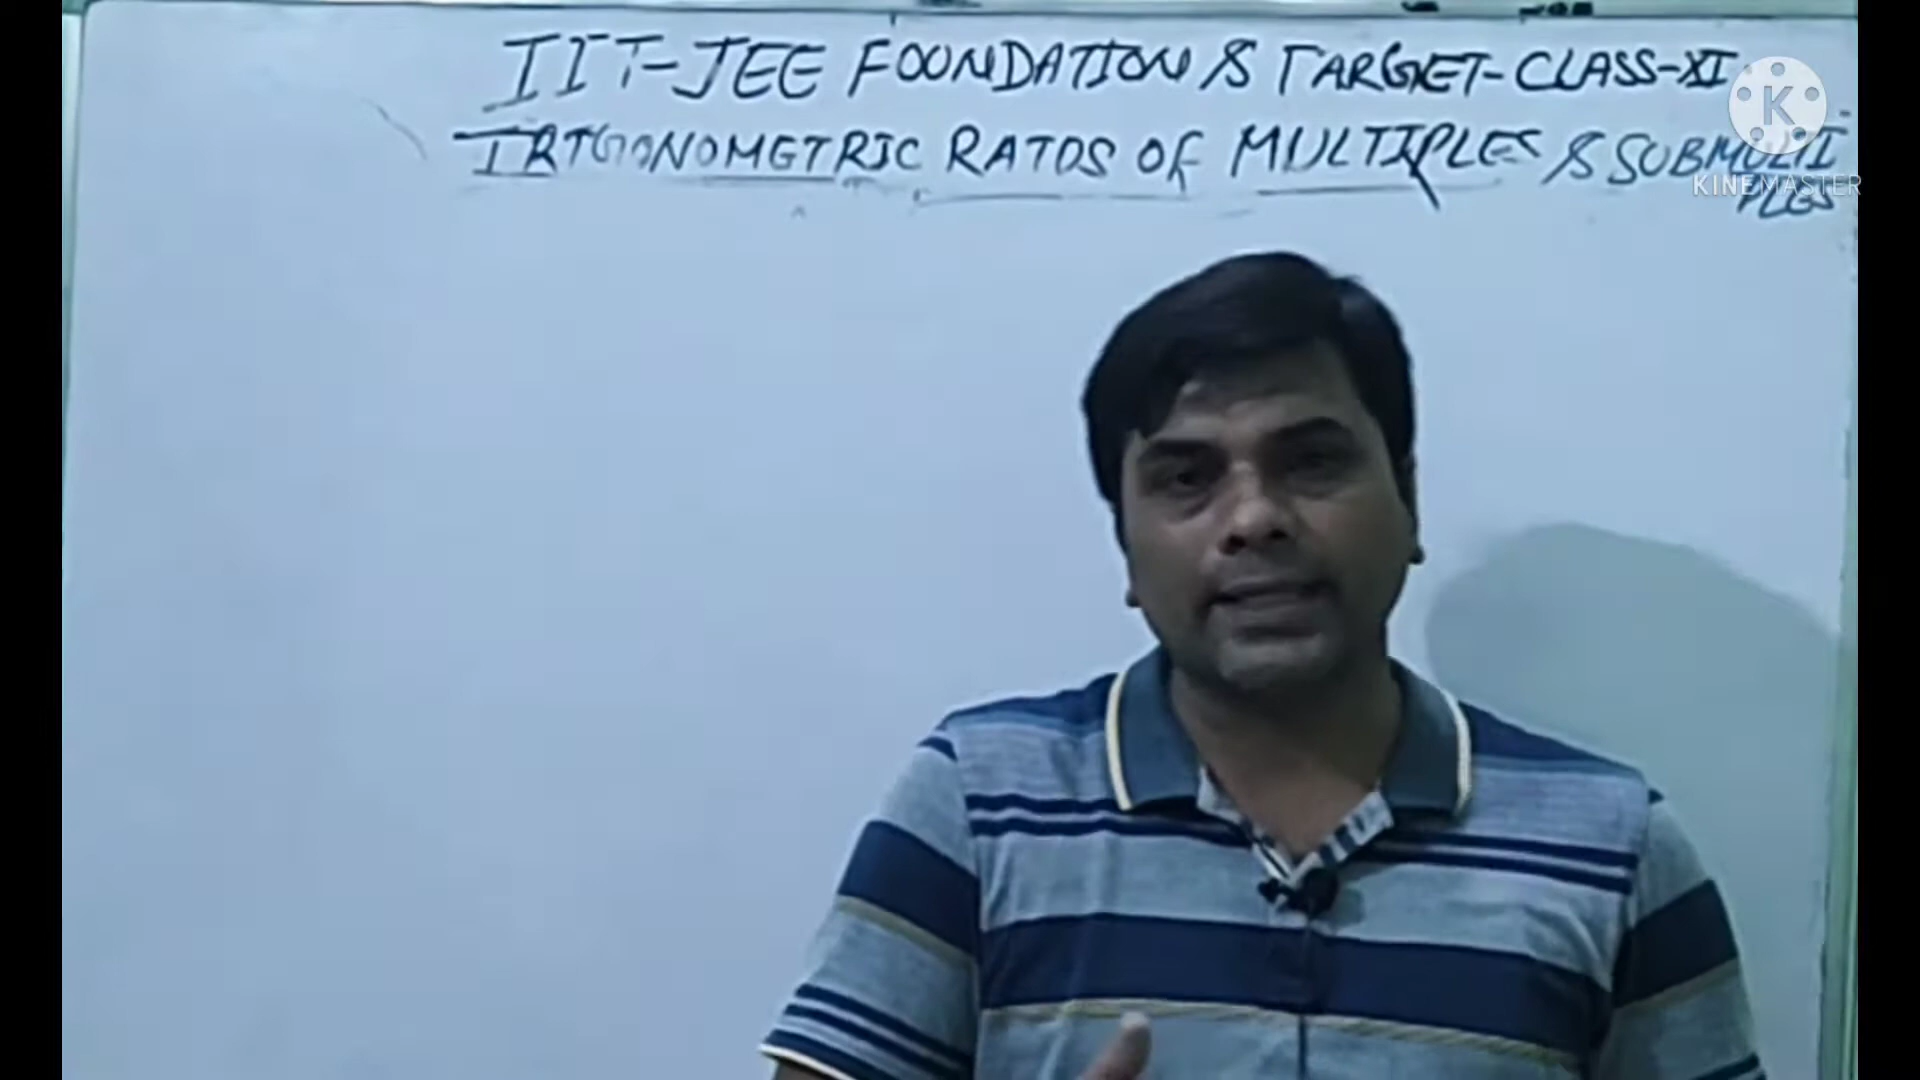 IIT-JEE FOUNDATION & TARGET-CLASS-XI
TRIGONOMETRIC RATOS OF MULTIPLES & SUBMULTI-
PLES
K
KINEMASTER